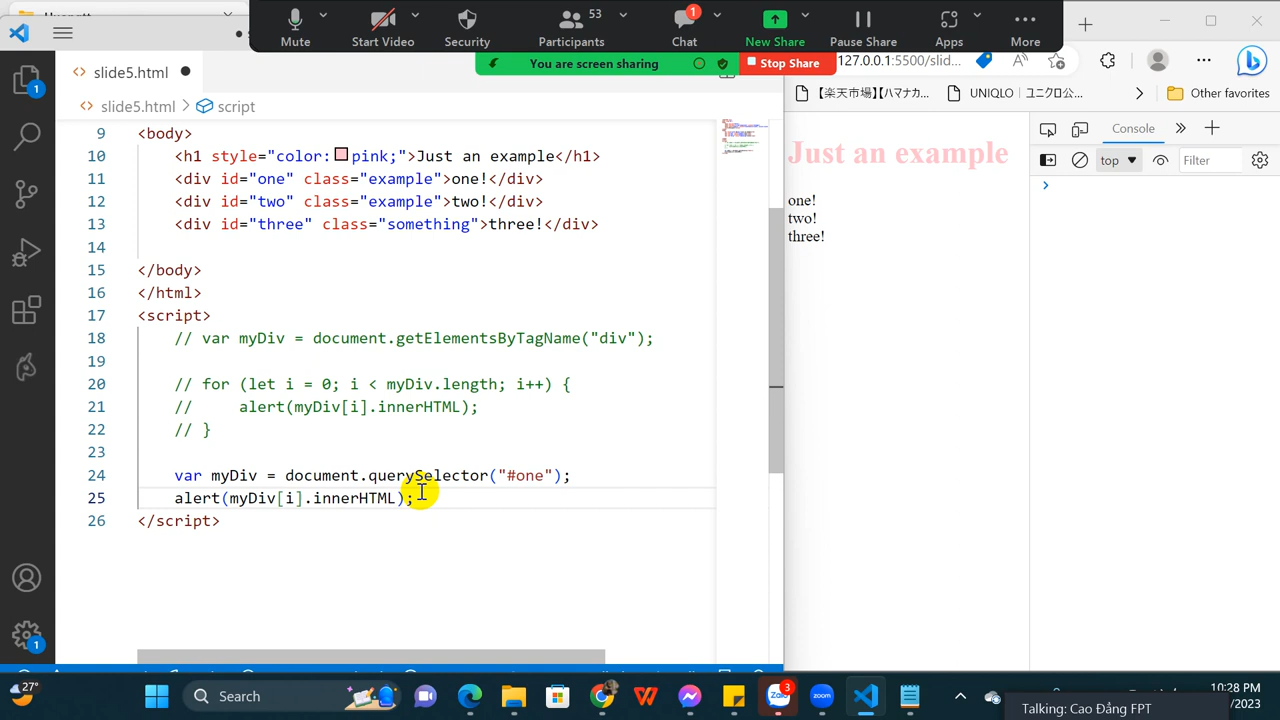 53
1
Mute
Start Video
Security
Participants
Chat
New Share
Pause Share
Apps
More
You are screen sharing
Stop Share
127.0.0.1:5500/slid...
slide5.html
slide5.html > script
【楽天市場】【ハマナカ...
UNIQLO｜ユニクロ公...
Other favorites
Console
top
Filter
1
9 <body>
10 <h1 style="color: pink;">Just an example</h1>
11 <div id="one" class="example">one!</div>
12 <div id="two" class="example">two!</div>
13 <div id="three" class="something">three!</div>
14
15 </body>
16 </html>
17 <script>
18 // var myDiv = document.getElementsByTagName("div");
19
20 // for (let i = 0; i < myDiv.length; i++) {
21 // alert(myDiv[i].innerHTML);
22 // }
23
24 var myDiv = document.querySelector("#one");
25 alert(myDiv[i].innerHTML);
26 </script>
Just an example
one!
two!
three!
1
27°
Search
3
Zalo
zoom
10:28 PM
/2023
Talking: Cao Đẳng FPT